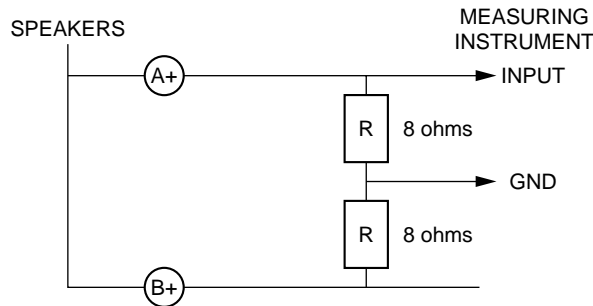 SPEAKERS
MEASURING
INSTRUMENT
A+
INPUT
R
8 ohms
GND
R
8 ohms
B+